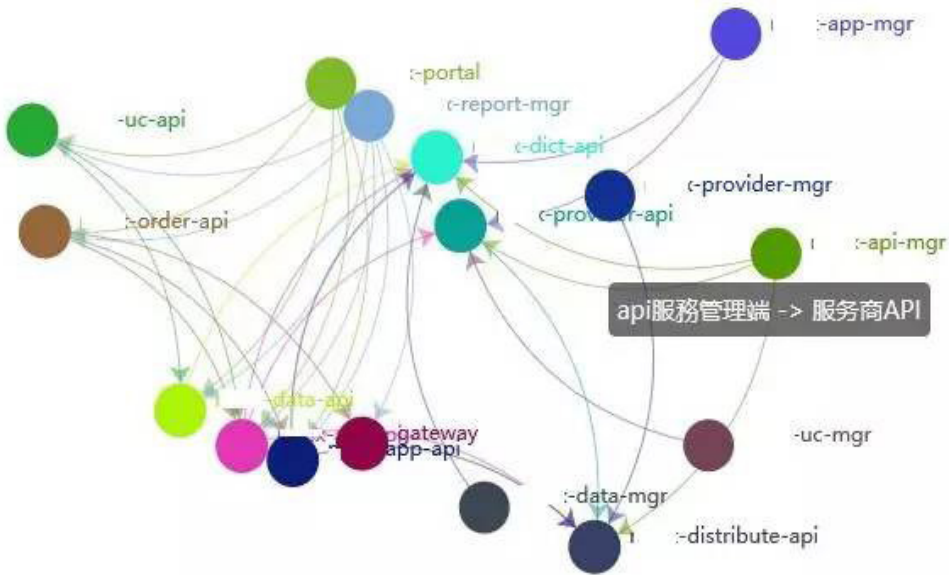 :-app-mgr
:-portal
-report-mgr
-uc-api
-dict-api
-provider-mgr
:-order-api
:-api-mgr
api服務管理端 -> 服务商API
-data-api
gateway
app-api
-uc-mgr
:-data-mgr
:-distribute-api